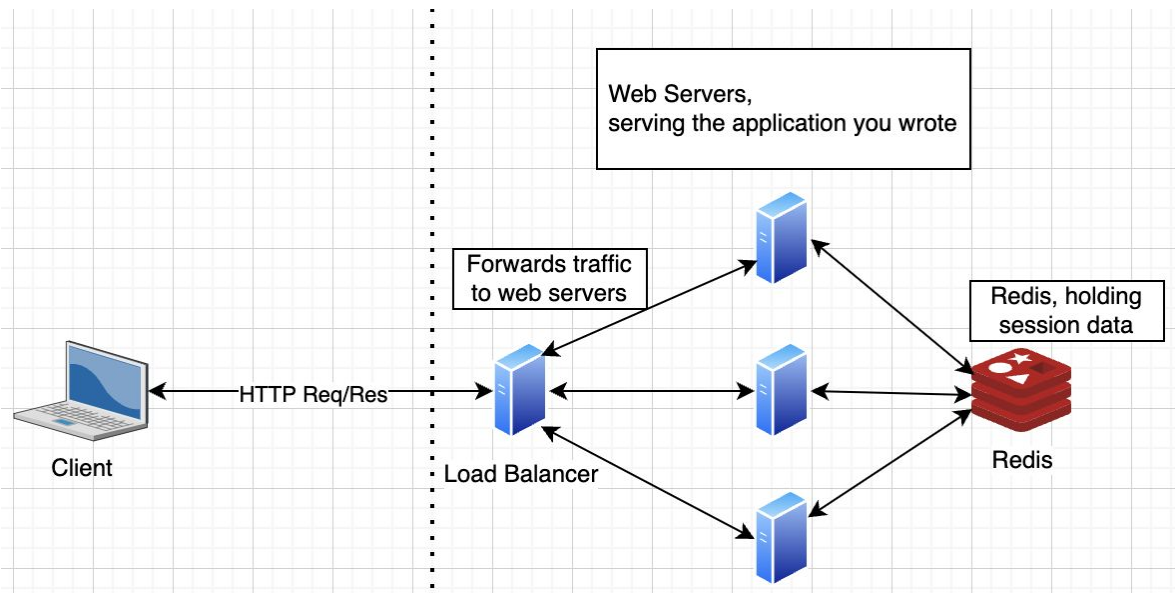 Web Servers,
serving the application you wrote
Forwards traffic
to web servers
Redis, holding
session data
HTTP Req/Res
Client
Load Balancer
Redis